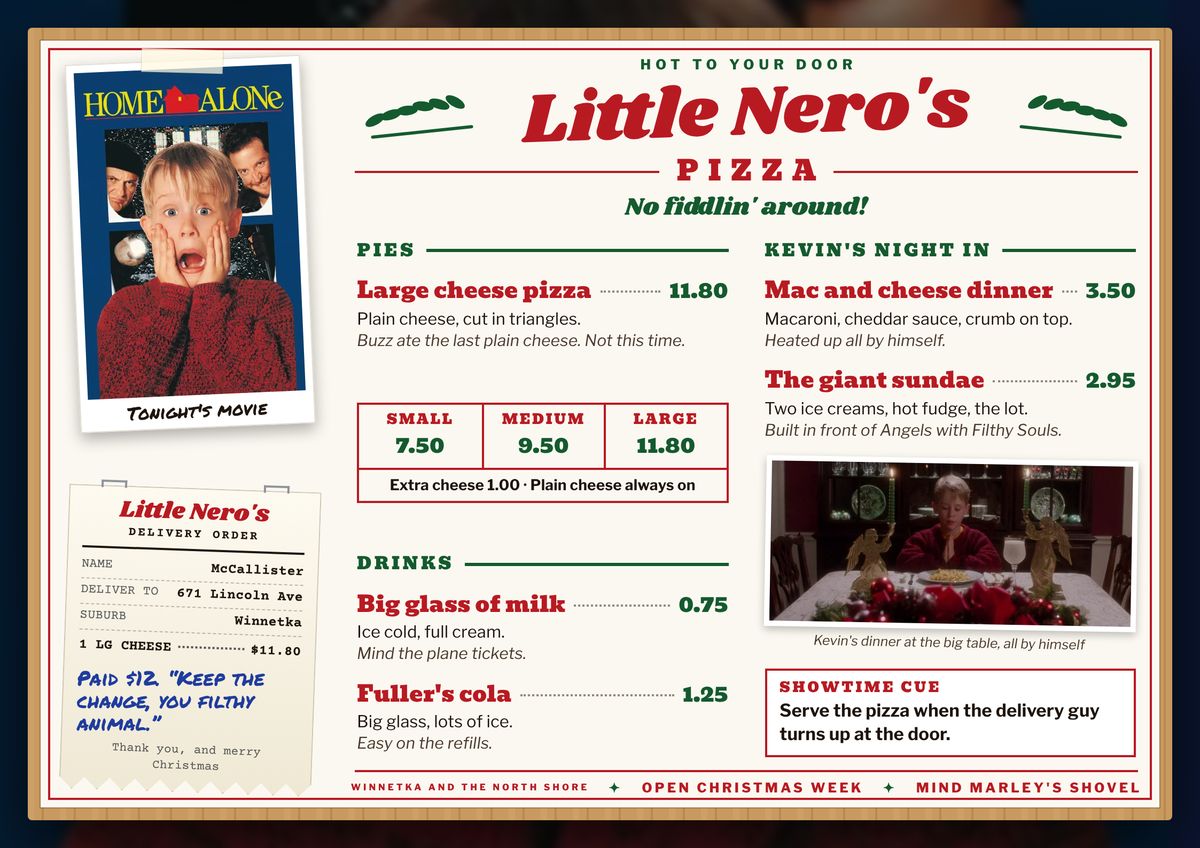 HOME ALONe
TONIGHT'S MOVIE
HOT TO YOUR DOOR
Little Nero's
PIZZA
No fiddlin' around!
PIES
Large cheese pizza 11.80
Plain cheese, cut in triangles.
Buzz ate the last plain cheese. Not this time.
SMALL MEDIUM LARGE
7.50 9.50 11.80
Extra cheese 1.00 · Plain cheese always on
DRINKS
Big glass of milk 0.75
Ice cold, full cream.
Mind the plane tickets.
Fuller's cola 1.25
Big glass, lots of ice.
Easy on the refills.
KEVIN'S NIGHT IN
Mac and cheese dinner 3.50
Macaroni, cheddar sauce, crumb on top.
Heated up all by himself.
The giant sundae 2.95
Two ice creams, hot fudge, the lot.
Built in front of Angels with Filthy Souls.
Kevin's dinner at the big table, all by himself
SHOWTIME CUE
Serve the pizza when the delivery guy
turns up at the door.
Little Nero's
DELIVERY ORDER
NAME McCallister
DELIVER TO 671 Lincoln Ave
SUBURB Winnetka
1 LG CHEESE $11.80
PAID $12. "KEEP THE
CHANGE, YOU FILTHY
ANIMAL."
Thank you, and merry
Christmas
WINNETKA AND THE NORTH SHORE ✦ OPEN CHRISTMAS WEEK ✦ MIND MARLEY'S SHOVEL